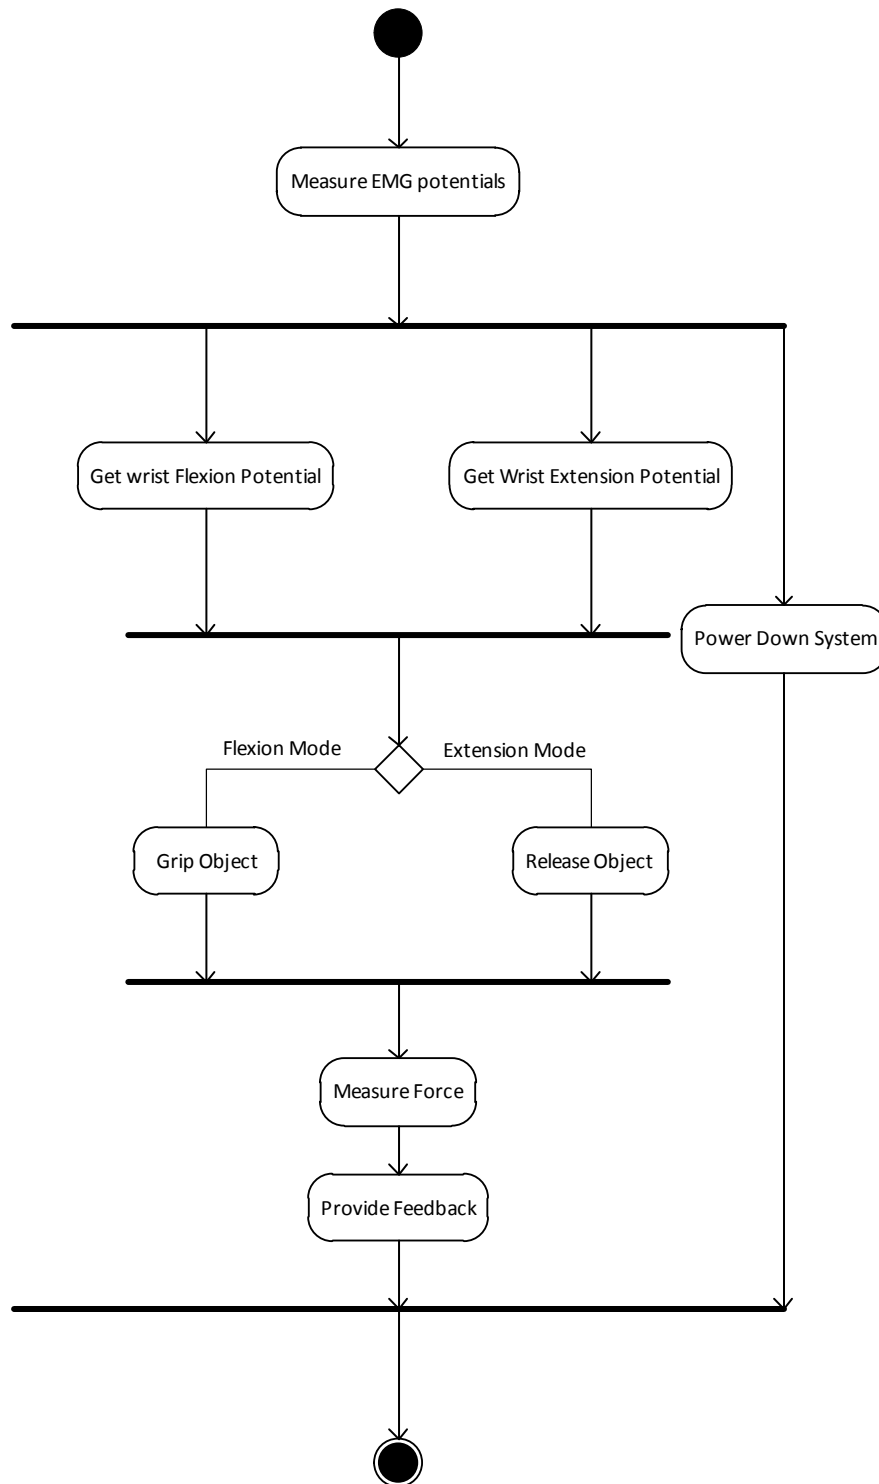 Measure EMG potentials
Get wrist Flexion Potential
Get Wrist Extension Potential
Power Down System
Flexion Mode
Extension Mode
Grip Object
Release Object
Measure Force
Provide Feedback